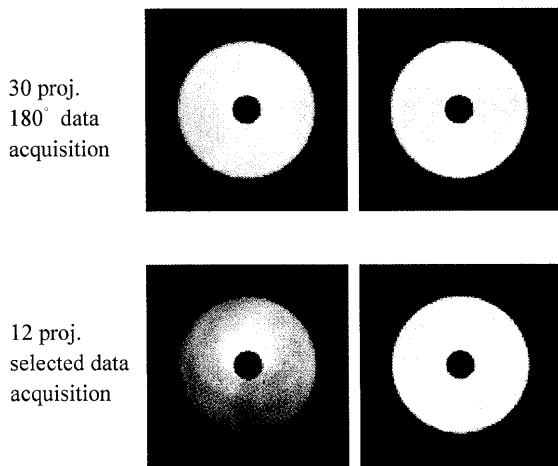 30 proj.
180° data
acquisition
12 proj.
selected data
acquisition